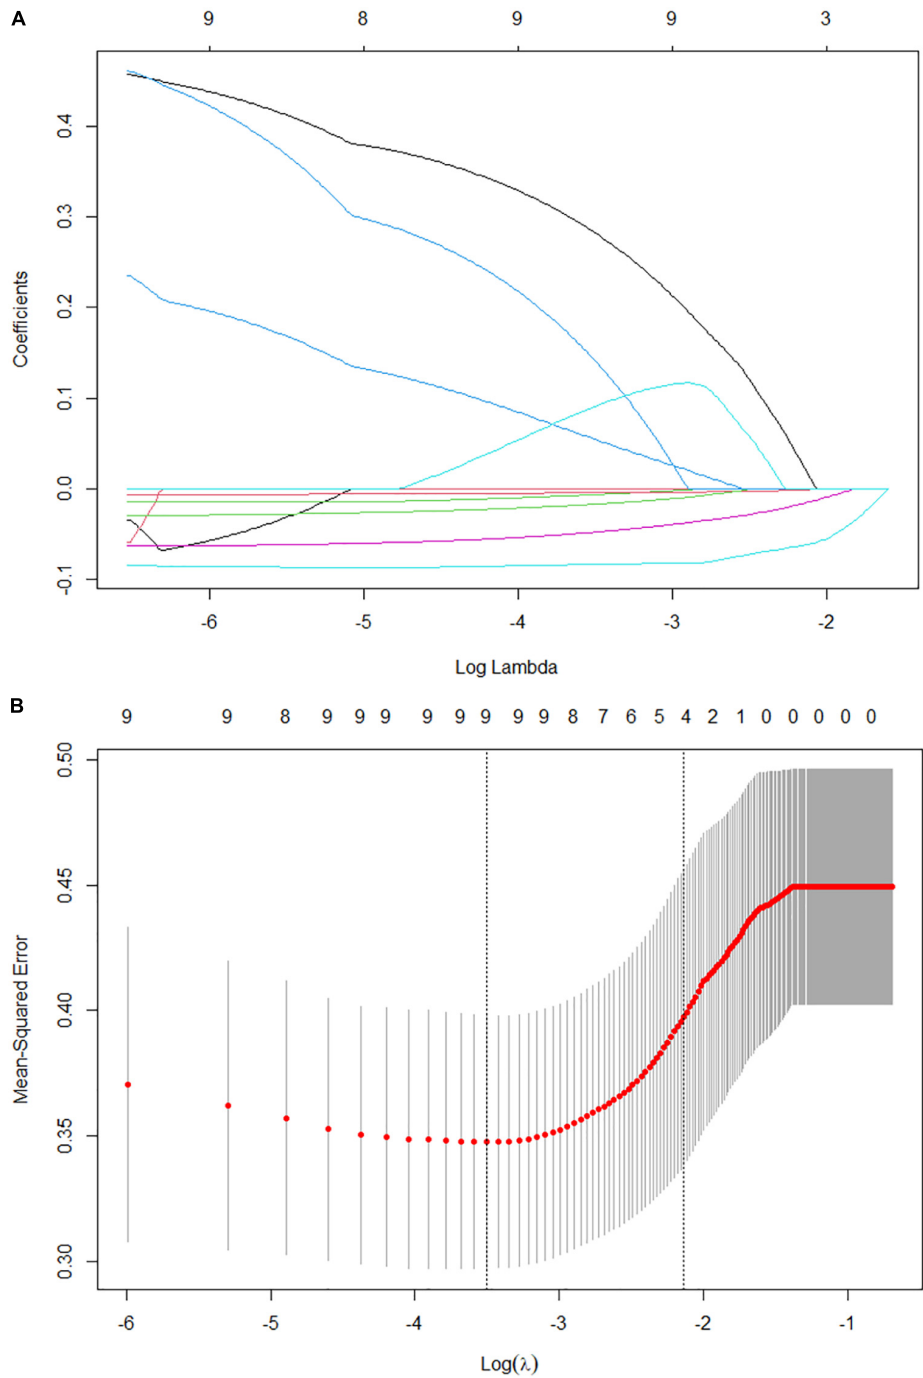 A
9 8 9 9 3
0.4
0.3
0.2
0.1
0.0
-0.1
Coefficients
-6 -5 -4 -3 -2
Log Lambda
B
9 9 8 9 9 9 9 9 9 9 9 8 7 6 5 4 2 1 0 0 0 0 0
0.50
0.45
0.40
0.35
0.30
Mean-Squared Error
-6 -5 -4 -3 -2 -1
Log(λ)